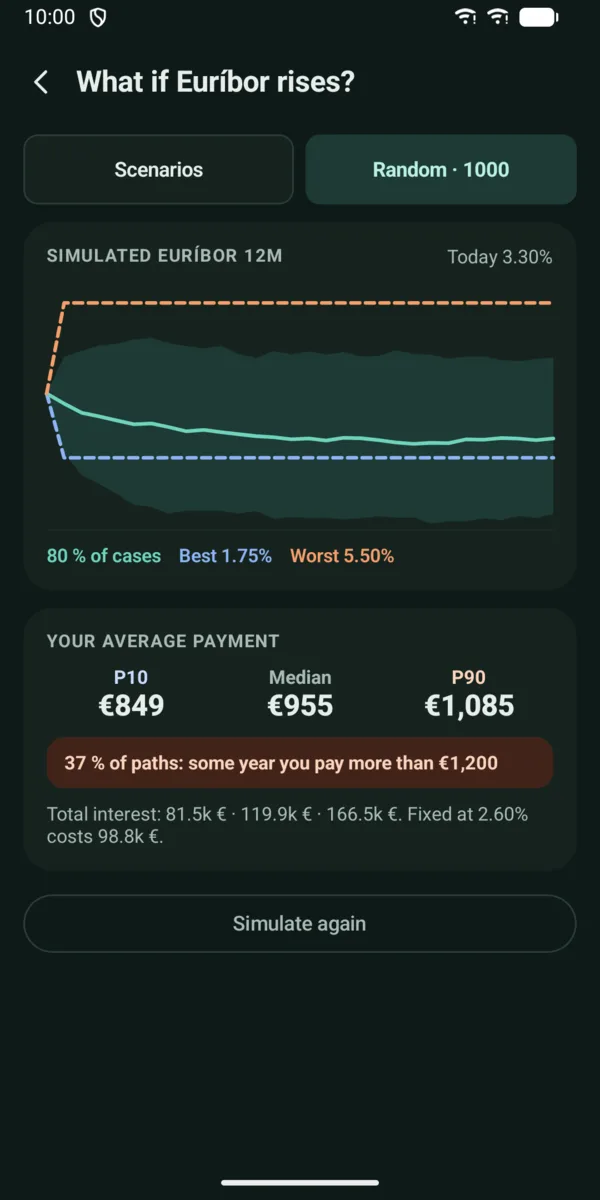 10:00
What if Euríbor rises?
Scenarios
Random · 1000
SIMULATED EURÍBOR 12M
Today 3.30%
80 % of cases Best 1.75% Worst 5.50%
YOUR AVERAGE PAYMENT
P10 Median P90
€849 €955 €1,085
37 % of paths: some year you pay more than €1,200
Total interest: 81.5k € · 119.9k € · 166.5k €. Fixed at 2.60%
costs 98.8k €.
Simulate again